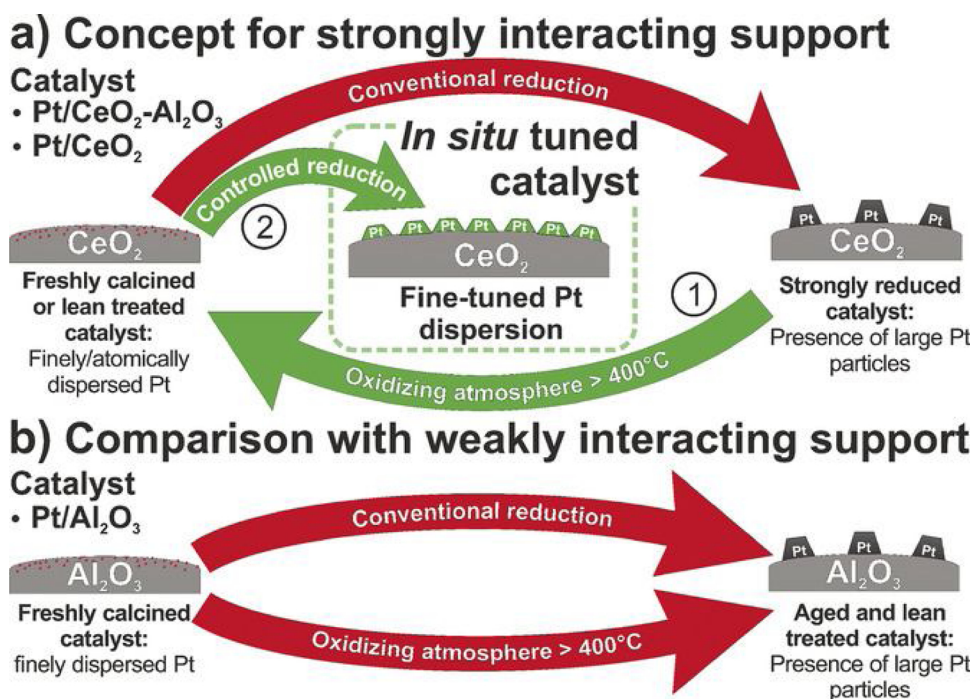 a) Concept for strongly interacting support
Catalyst
• Pt/CeO₂-Al₂O₃
• Pt/CeO₂
Conventional reduction
In situ tuned
catalyst
Controlled reduction
②
Pt Pt Pt Pt Pt Pt Pt
CeO₂
Fine-tuned Pt
dispersion
CeO₂
Freshly calcined
or lean treated
catalyst:
Finely/atomically
dispersed Pt
Pt Pt Pt
CeO₂
Strongly reduced
catalyst:
Presence of large Pt
particles
①
Oxidizing atmosphere > 400°C
b) Comparison with weakly interacting support
Catalyst
• Pt/Al₂O₃
Conventional reduction
Al₂O₃
Freshly calcined
catalyst:
finely dispersed Pt
Oxidizing atmosphere > 400°C
Pt Pt Pt
Al₂O₃
Aged and lean
treated catalyst:
Presence of large Pt
particles